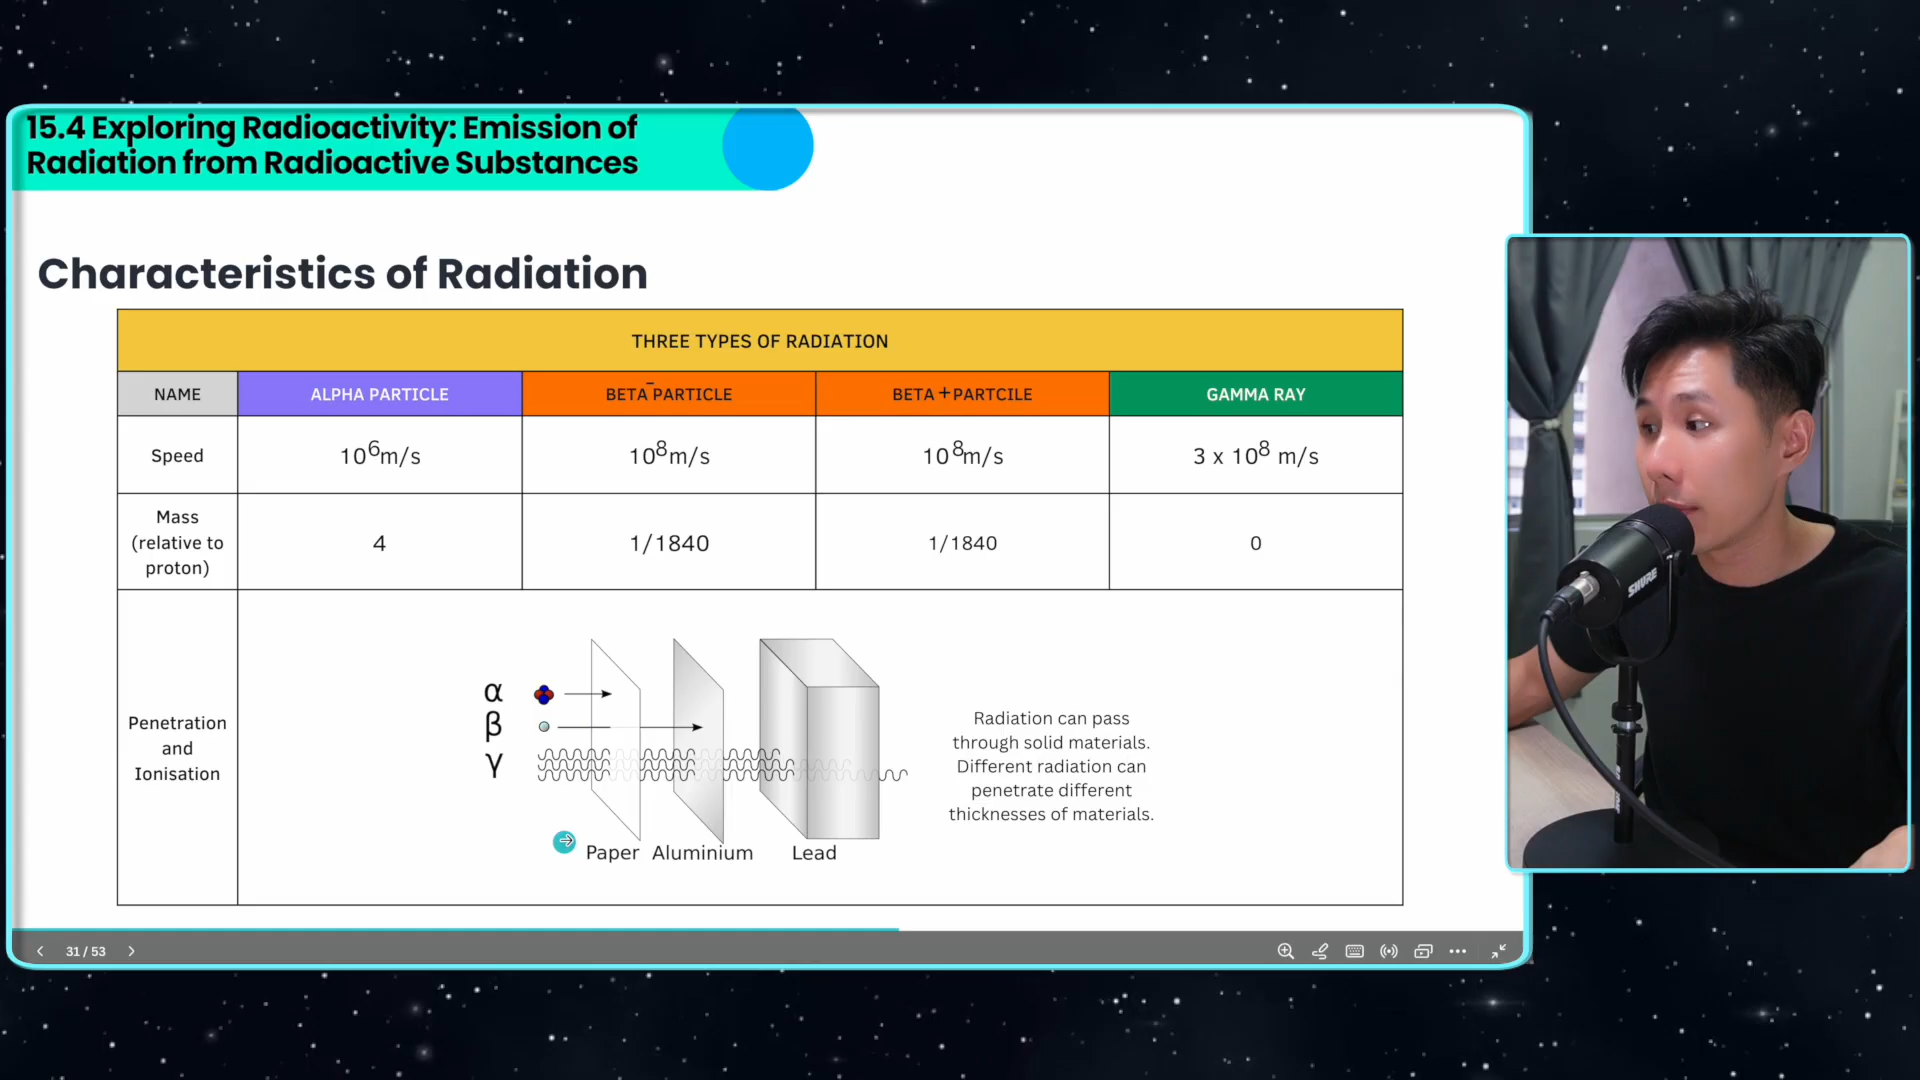 15.4 Exploring Radioactivity: Emission of
Radiation from Radioactive Substances
Characteristics of Radiation
THREE TYPES OF RADIATION
NAME
ALPHA PARTICLE
BETA⁻PARTICLE
BETA +PARTCILE
GAMMA RAY
Speed
10⁶m/s
10⁸m/s
10⁸m/s
3 x 10⁸ m/s
Mass
(relative to
proton)
4
1/1840
1/1840
0
Penetration
and
Ionisation
α
β
γ
Paper
Aluminium
Lead
Radiation can pass
through solid materials.
Different radiation can
penetrate different
thicknesses of materials.
31 / 53
SHURE